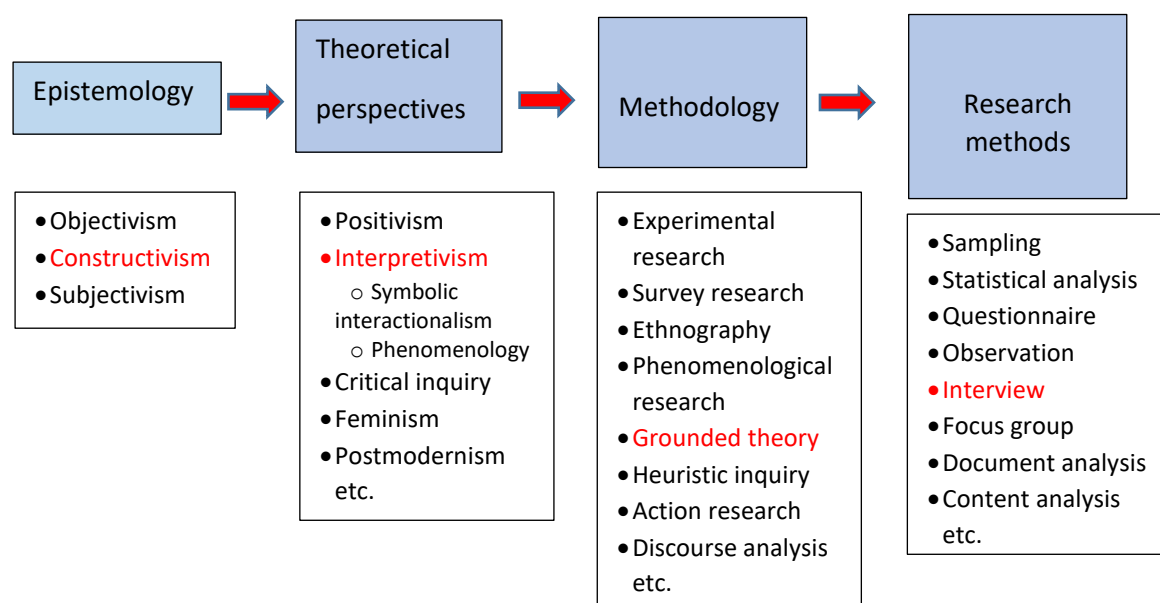 Epistemology
Theoretical
perspectives
Methodology
Research
methods
•Objectivism
•Constructivism
•Subjectivism
•Positivism
•Interpretivism
o Symbolic
interactionalism
o Phenomenology
•Critical inquiry
•Feminism
•Postmodernism
etc.
•Experimental
research
•Survey research
•Ethnography
•Phenomenological
research
•Grounded theory
•Heuristic inquiry
•Action research
•Discourse analysis
etc.
•Sampling
•Statistical analysis
•Questionnaire
•Observation
•Interview
•Focus group
•Document analysis
•Content analysis
etc.